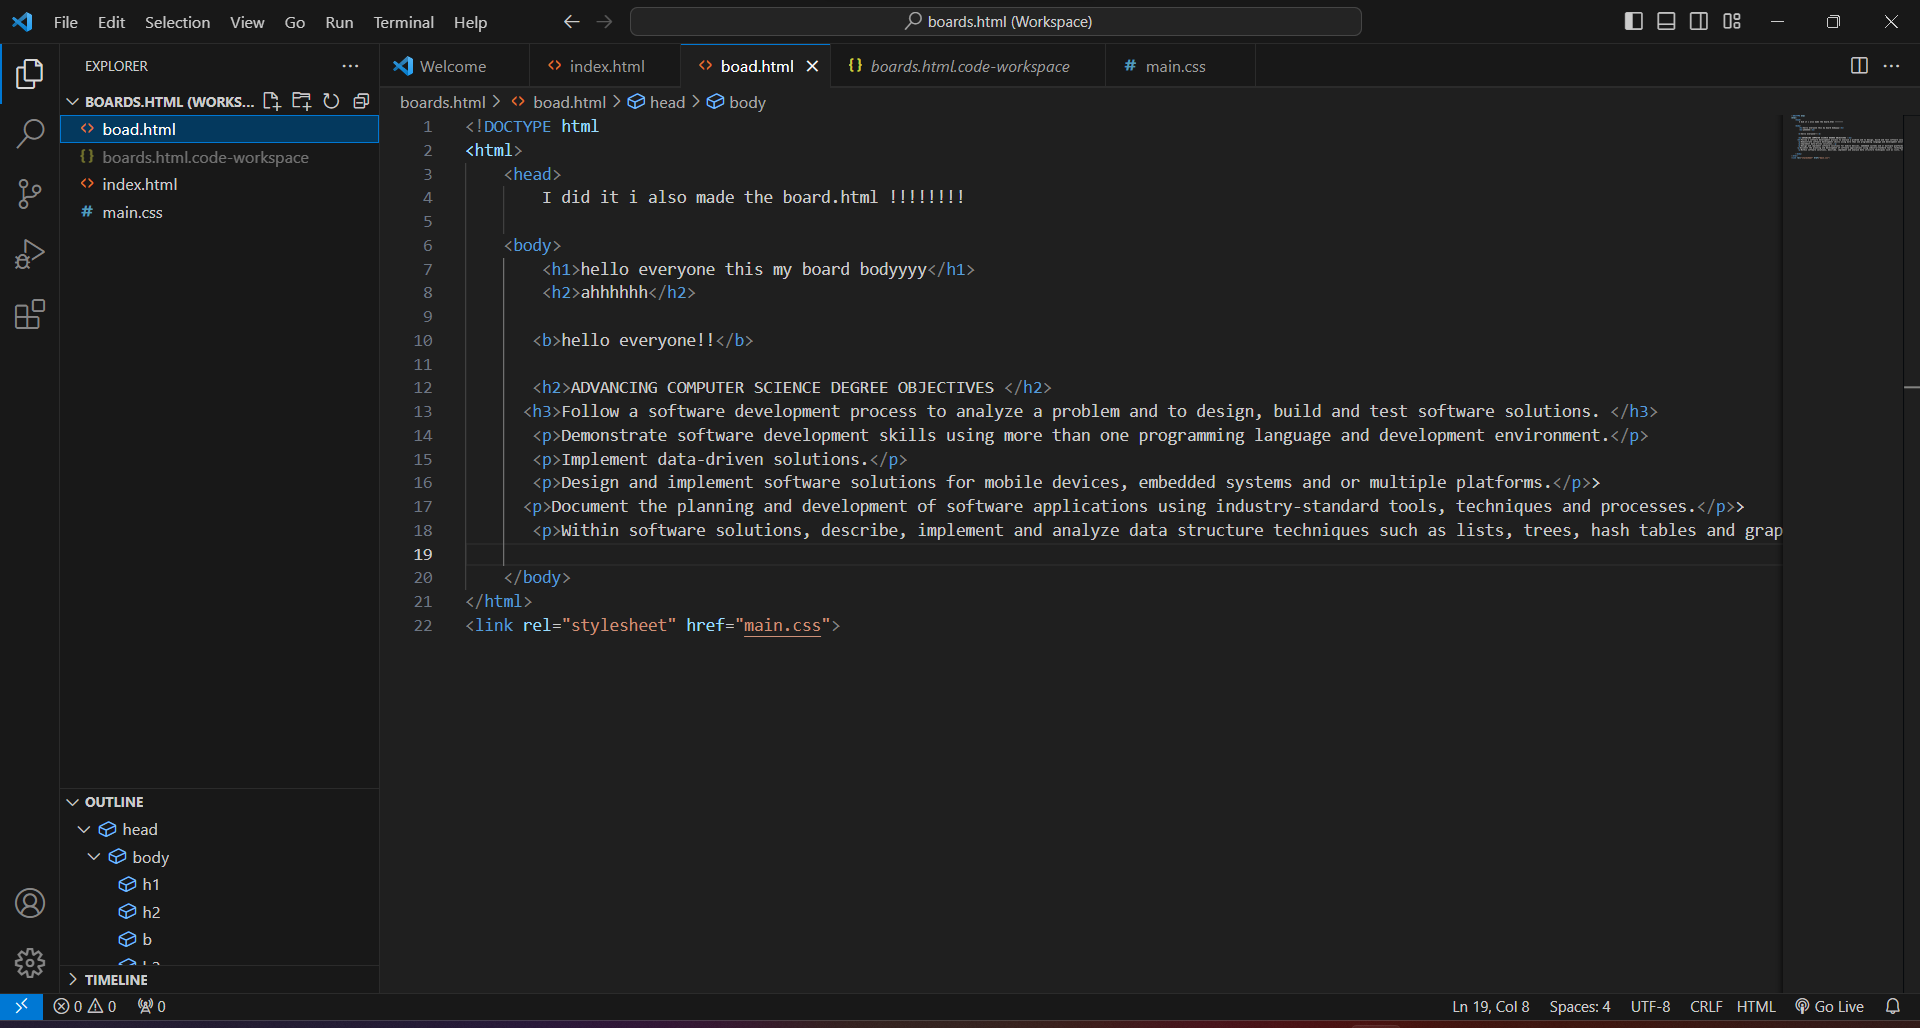 File Edit Selection View Go Run Terminal Help
boards.html (Workspace)
EXPLORER
BOARDS.HTML (WORKS...
boad.html
boards.html.code-workspace
index.html
main.css
Welcome
index.html
boad.html
boards.html.code-workspace
main.css
boards.html > boad.html > head > body
1 <!DOCTYPE html
2 <html>
3 <head>
4 I did it i also made the board.html !!!!!!!!
5
6 <body>
7 <h1>hello everyone this my board bodyyyy</h1>
8 <h2>ahhhhhh</h2>
9
10 <b>hello everyone!!</b>
11
12 <h2>ADVANCING COMPUTER SCIENCE DEGREE OBJECTIVES </h2>
13 <h3>Follow a software development process to analyze a problem and to design, build and test software solutions. </h3>
14 <p>Demonstrate software development skills using more than one programming language and development environment.</p>
15 <p>Implement data-driven solutions.</p>
16 <p>Design and implement software solutions for mobile devices, embedded systems and or multiple platforms.</p>>
17 <p>Document the planning and development of software applications using industry-standard tools, techniques and processes.</p>>
18 <p>Within software solutions, describe, implement and analyze data structure techniques such as lists, trees, hash tables and grap
19
20 </body>
21 </html>
22 <link rel="stylesheet" href="main.css">
OUTLINE
head
body
h1
h2
b
TIMELINE
0 0 0
Ln 19, Col 8 Spaces: 4 UTF-8 CRLF HTML Go Live